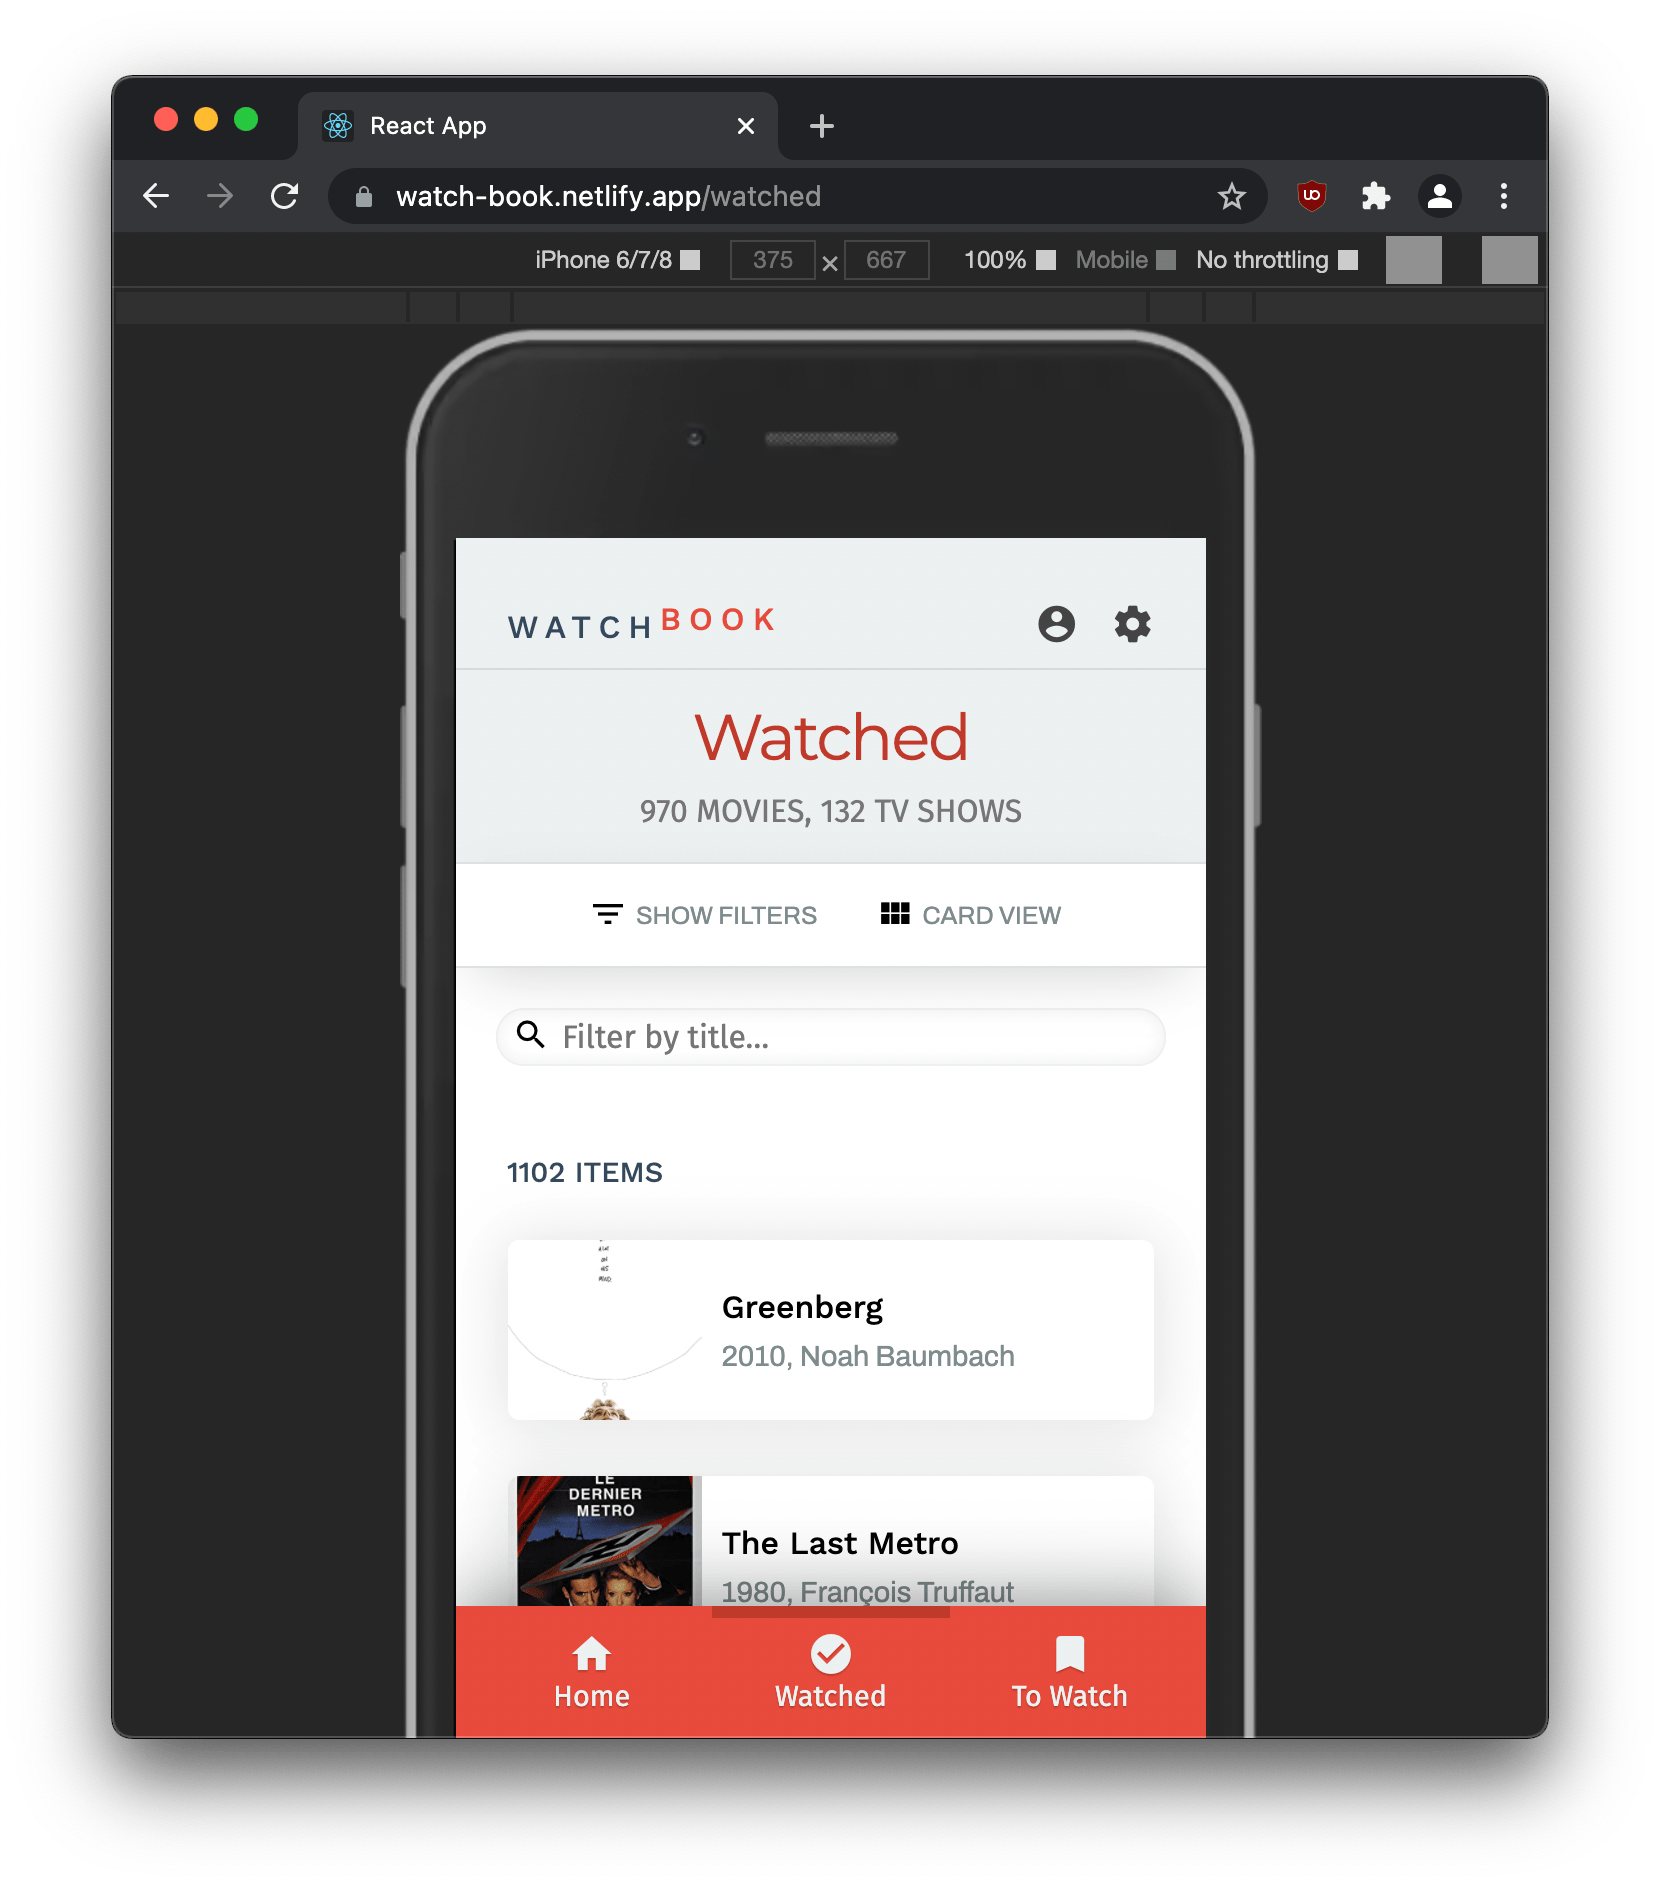 React App
watch-book.netlify.app/watched
iPhone 6/7/8 375 × 667 100% Mobile No throttling
WATCHBOOK
Watched
970 MOVIES, 132 TV SHOWS
SHOW FILTERS CARD VIEW
Filter by title...
1102 ITEMS
Greenberg
2010, Noah Baumbach
LE
DERNIER
METRO
The Last Metro
1980, François Truffaut
Home Watched To Watch